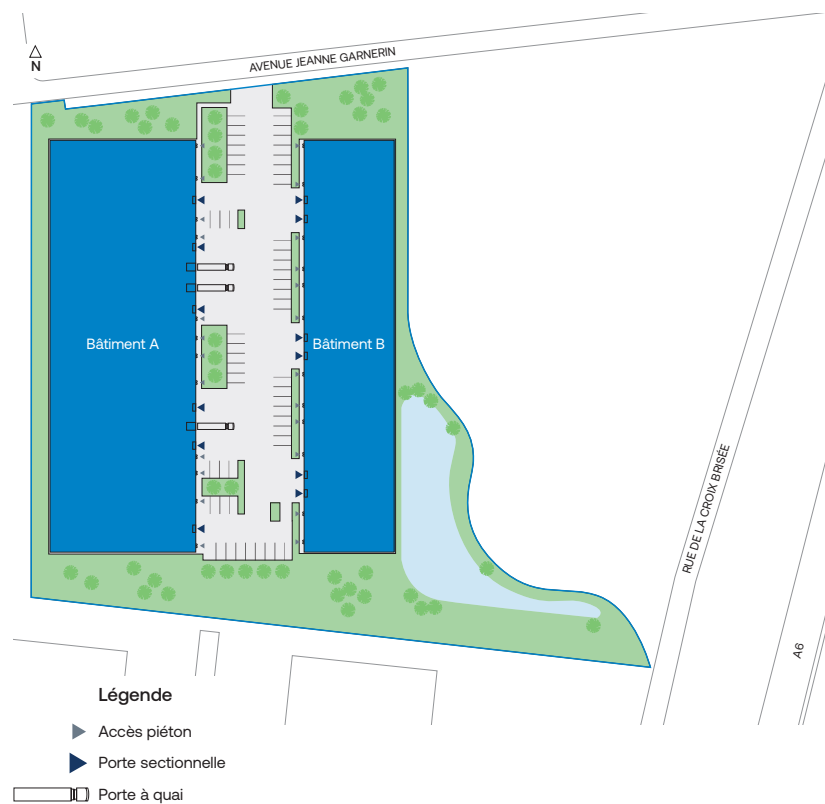 AVENUE JEANNE GARNERIN
N
Bâtiment A
Bâtiment B
RUE DE LA CROIX BRISÉE
A6
Légende
Accès piéton
Porte sectionnelle
Porte à quai